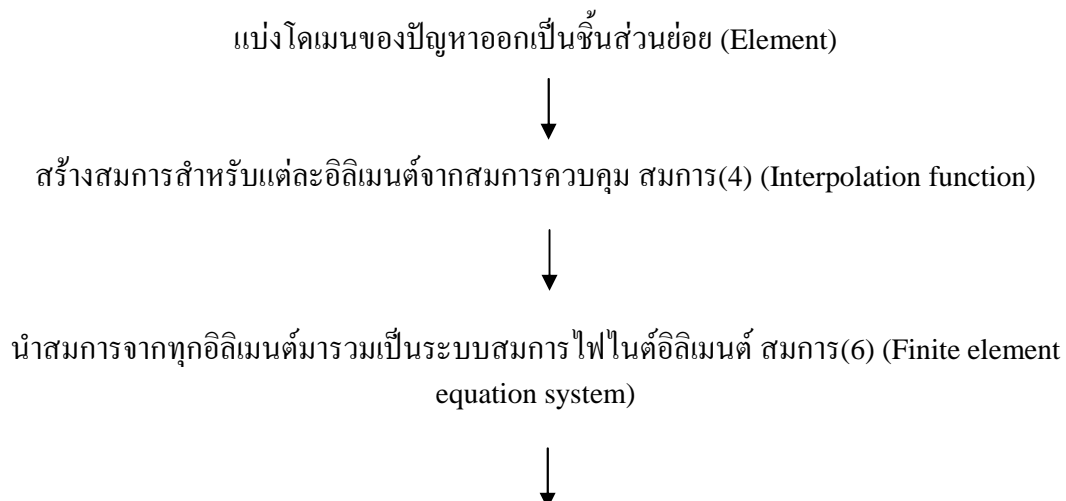 แบ่งโดเมนของปัญหาออกเป็นชิ้นส่วนย่อย (Element)
สร้างสมการสำหรับแต่ละอิลิเมนต์จากสมการควบคุม สมการ(4) (Interpolation function)
นำสมการจากทุกอิลิเมนต์มารวมเป็นระบบสมการไฟไนต์อิลิเมนต์ สมการ(6) (Finite element
equation system)